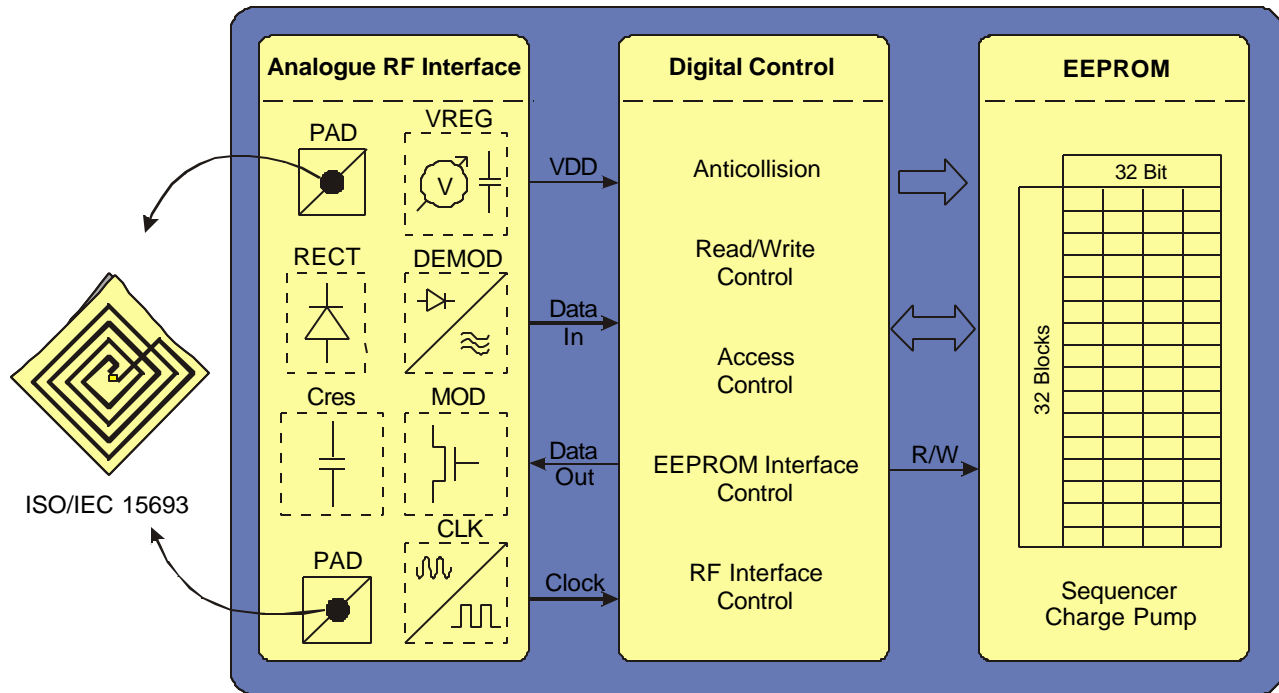 Analogue RF Interface
PAD
VREG
V
RECT
DEMOD
Cres
MOD
PAD
CLK
ISO/IEC 15693
VDD
Data
In
Data
Out
Clock
Digital Control
Anticollision
Read/Write
Control
Access
Control
EEPROM Interface
Control
RF Interface
Control
R/W
EEPROM
32 Bit
32 Blocks
Sequencer
Charge Pump